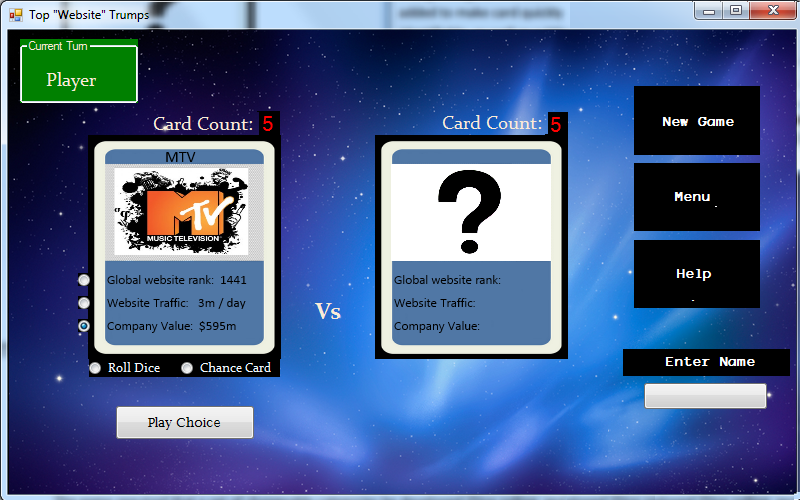 Top "Website" Trumps
Current Turn
Player
Card Count: 5
Card Count: 5
MTV
MTV
MUSIC TELEVISION
Global website rank: 1441
Website Traffic: 3m / day
Company Value: $595m
Roll Dice
Chance Card
Play Choice
Vs
?
Global website rank:
Website Traffic:
Company Value:
New Game
Menu
Help
Enter Name